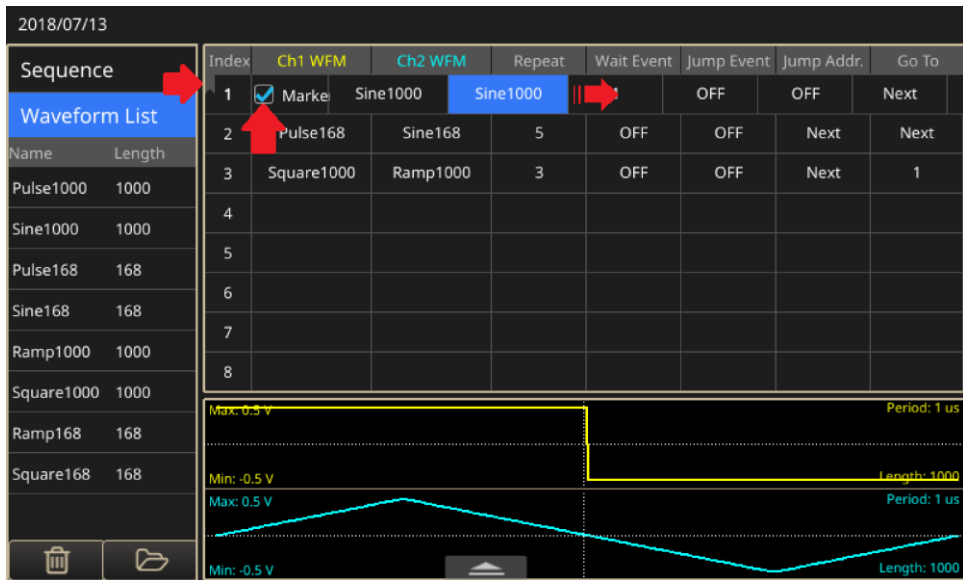 2018/07/13
Sequence
Waveform List
Name Length
Pulse1000 1000
Sine1000 1000
Pulse168 168
Sine168 168
Ramp1000 1000
Square1000 1000
Ramp168 168
Square168 168
Index Ch1 WFM Ch2 WFM Repeat Wait Event Jump Event Jump Addr. Go To
1 Marke Sine1000 Sine1000 OFF OFF Next
2 Pulse168 Sine168 5 OFF OFF Next Next
3 Square1000 Ramp1000 3 OFF OFF Next 1
4
5
6
7
8
Max: 0.5 V Period: 1 us
Min: -0.5 V Length: 1000
Max: 0.5 V Period: 1 us
Min: -0.5 V Length: 1000